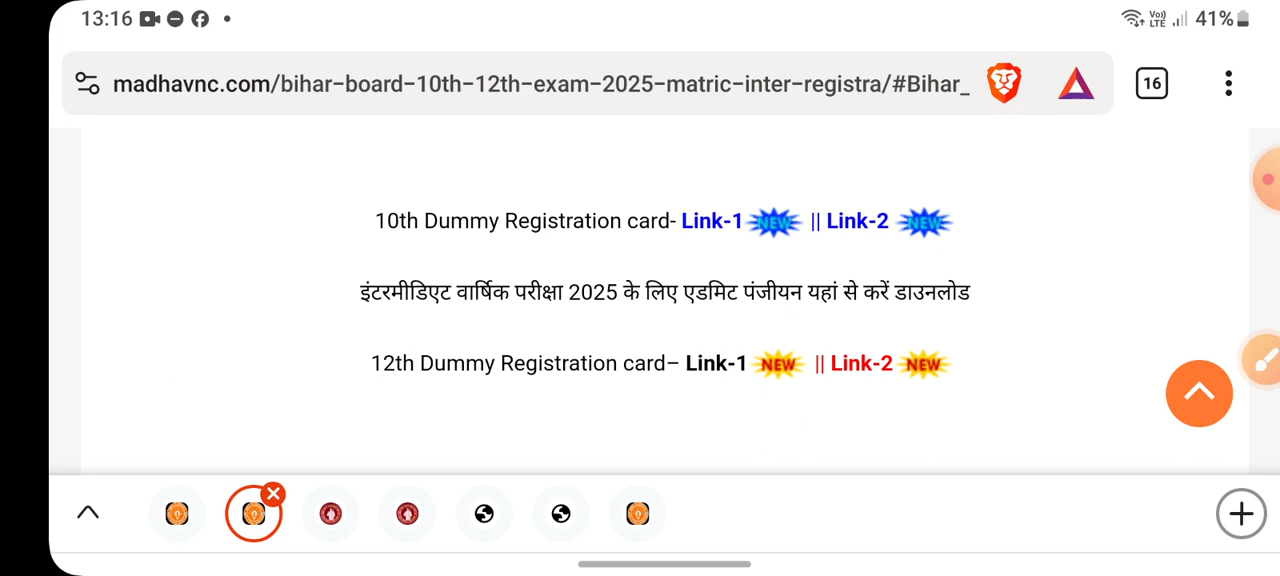 13:16
Vo)) LTE 41%
madhavnc.com/bihar-board-10th-12th-exam-2025-matric-inter-registra/#Bihar_
16
10th Dummy Registration card- Link-1 NEW || Link-2 NEW
इंटरमीडिएट वार्षिक परीक्षा 2025 के लिए एडमिट पंजीयन यहां से करें डाउनलोड
12th Dummy Registration card– Link-1 NEW || Link-2 NEW